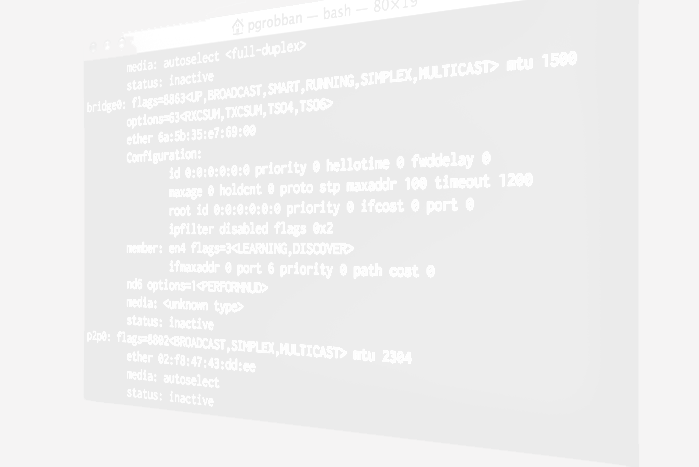 pgrobban — bash — 80×19
media: autoselect <full-duplex>
status: inactive
bridge0: flags=8863<UP,BROADCAST,SMART,RUNNING,SIMPLEX,MULTICAST> mtu 1500
options=63<RXCSUM,TXCSUM,TSO4,TSO6>
ether 6a:5b:35:e7:69:00
Configuration:
id 0:0:0:0:0:0 priority 0 hellotime 0 fwddelay 0
maxage 0 holdcnt 0 proto stp maxaddr 100 timeout 1200
root id 0:0:0:0:0:0 priority 0 ifcost 0 port 0
ipfilter disabled flags 0x2
member: en4 flags=3<LEARNING,DISCOVER>
ifmaxaddr 0 port 6 priority 0 path cost 0
nd6 options=1<PERFORMNUD>
media: <unknown type>
status: inactive
p2p0: flags=8802<BROADCAST,SIMPLEX,MULTICAST> mtu 2304
ether 02:f8:47:43:dd:ee
media: autoselect
status: inactive